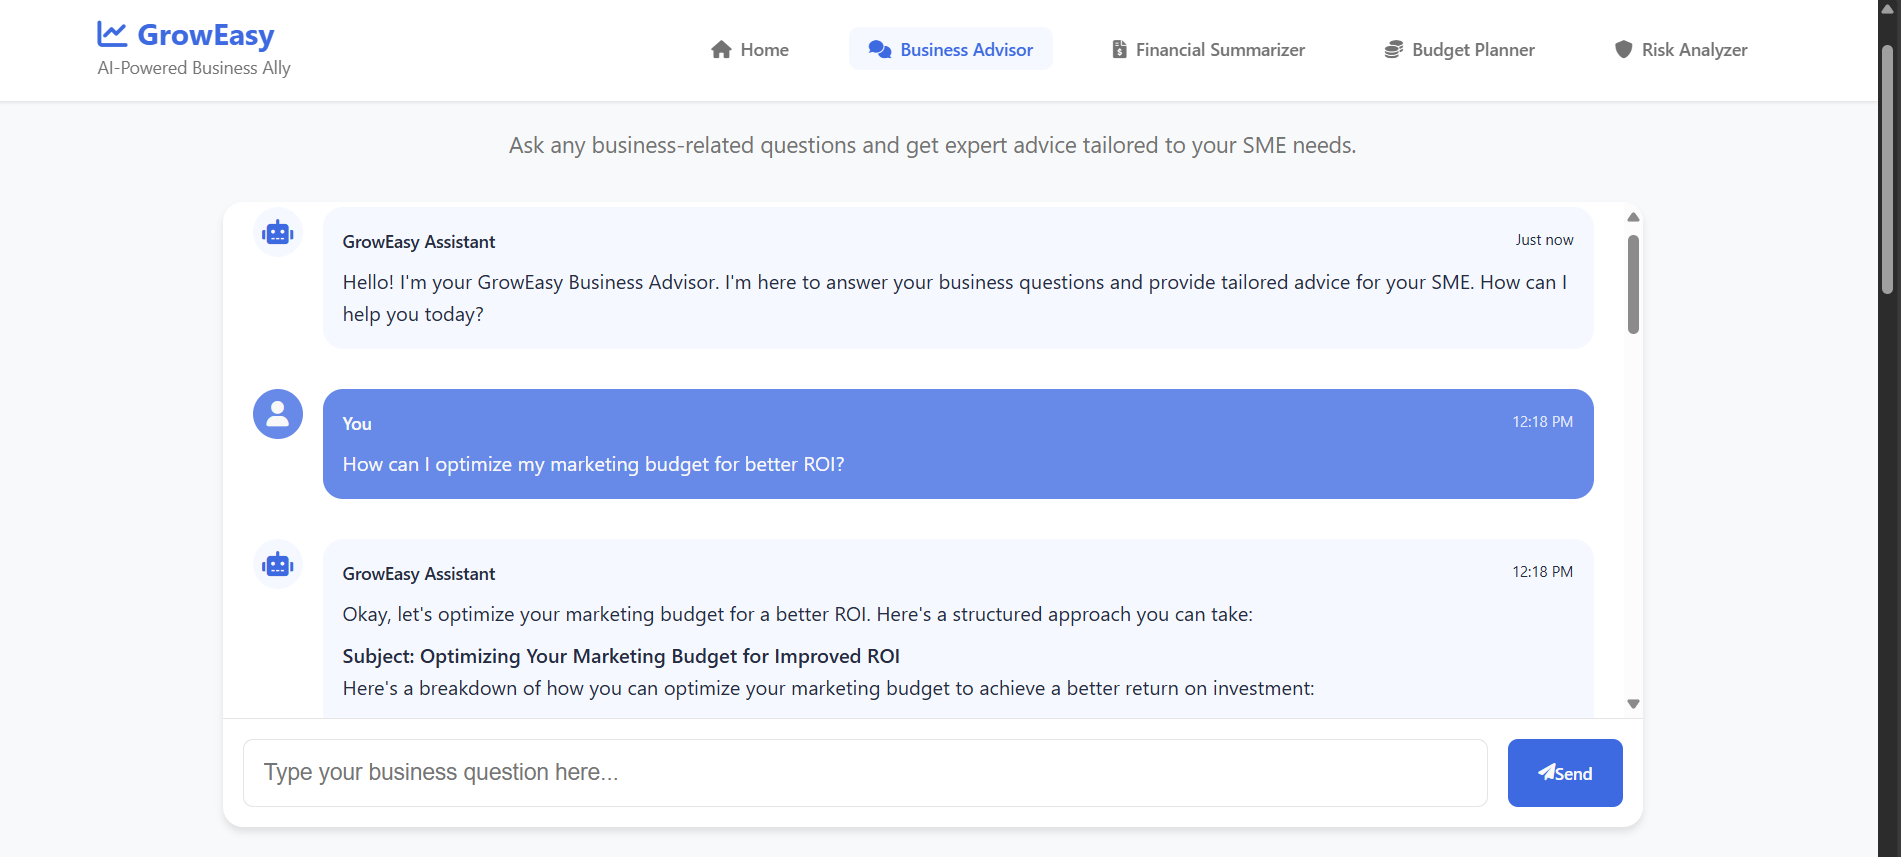 GrowEasy
AI-Powered Business Ally
Home
Business Advisor
Financial Summarizer
Budget Planner
Risk Analyzer
Ask any business-related questions and get expert advice tailored to your SME needs.
GrowEasy Assistant
Just now
Hello! I'm your GrowEasy Business Advisor. I'm here to answer your business questions and provide tailored advice for your SME. How can I
help you today?
You
12:18 PM
How can I optimize my marketing budget for better ROI?
GrowEasy Assistant
12:18 PM
Okay, let's optimize your marketing budget for a better ROI. Here's a structured approach you can take:
Subject: Optimizing Your Marketing Budget for Improved ROI
Here's a breakdown of how you can optimize your marketing budget to achieve a better return on investment:
Type your business question here...
Send